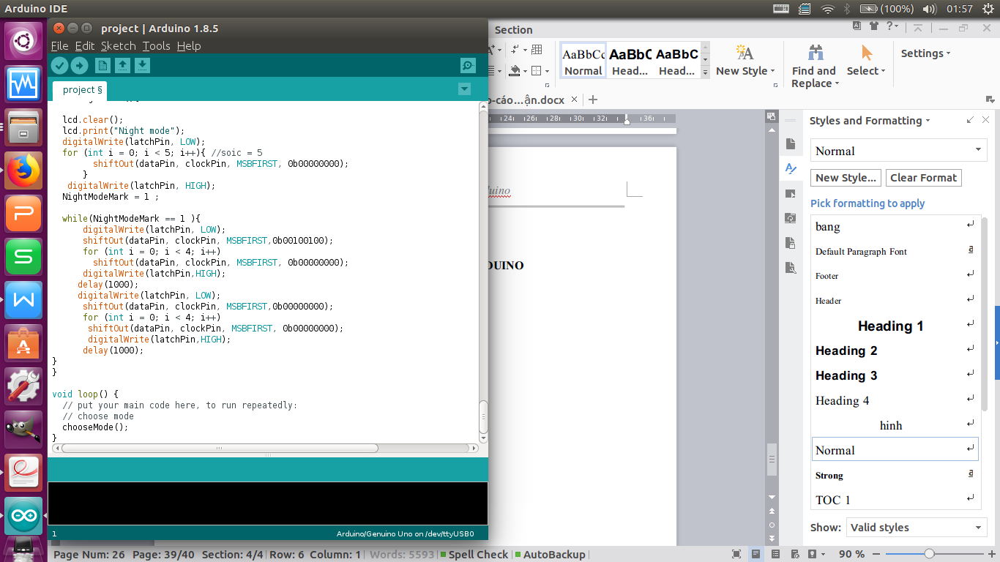 Arduino IDE
(100%)
01:57
project | Arduino 1.8.5
File Edit Sketch Tools Help
project §
lcd.clear();
lcd.print("Night mode");
digitalWrite(latchPin, LOW);
for (int i = 0; i < 5; i++){ //soic = 5
shiftOut(dataPin, clockPin, MSBFIRST, 0b00000000);
}
digitalWrite(latchPin, HIGH);
NightModeMark = 1 ;
while(NightModeMark == 1 ){
digitalWrite(latchPin, LOW);
shiftOut(dataPin, clockPin, MSBFIRST,0b00100100);
for (int i = 0; i < 4; i++)
shiftOut(dataPin, clockPin, MSBFIRST, 0b00000000);
digitalWrite(latchPin,HIGH);
delay(1000);
digitalWrite(latchPin, LOW);
shiftOut(dataPin, clockPin, MSBFIRST,0b00000000);
for (int i = 0; i < 4; i++)
shiftOut(dataPin, clockPin, MSBFIRST, 0b00000000);
digitalWrite(latchPin,HIGH);
delay(1000);
}
}
void loop() {
// put your main code here, to run repeatedly:
// choose mode
chooseMode();
}
1
Arduino/Genuino Uno on /dev/ttyUSB0
Section
AaBbCc AaBbC AaBbC
Normal Head... Head...
New Style
Find and
Replace
Select
Settings
o-cáo...ận.docx
24 26 28 30 32 36
uino
DUINO
Styles and Formatting
Normal
New Style...
Clear Format
Pick formatting to apply
bang
Default Paragraph Font
a
Footer
Header
Heading 1
Heading 2
Heading 3
Heading 4
hinh
Normal
Strong
a
TOC 1
Show:
Valid styles
Page Num: 26 Page: 39/40 Section: 4/4 Row: 6 Column: 1 Words: 5593 Spell Check AutoBackup
90 %